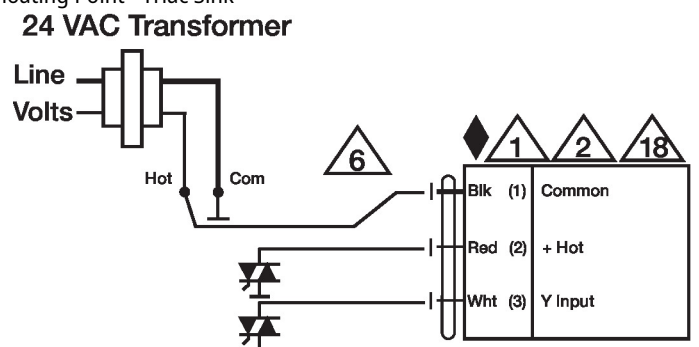 Floating Point - Triac Sink
24 VAC Transformer
Line
Volts
Hot
Com
6
1
2
18
Blk (1) Common
Red (2) + Hot
Wht (3) Y Input